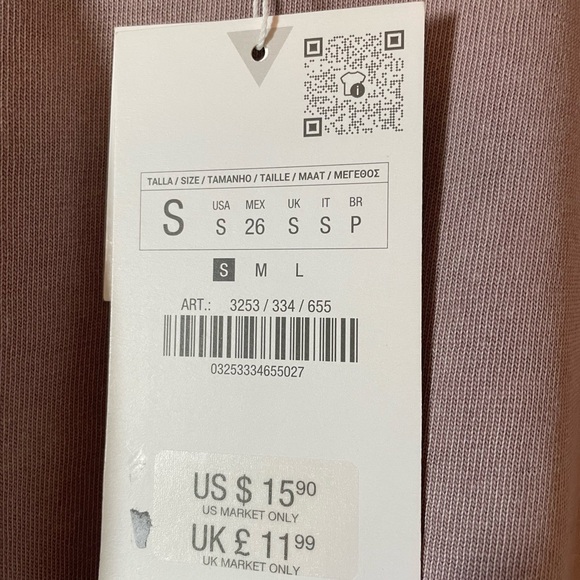 TALLA / SIZE / TAMANHO / TAILLE / MAAT / ΜΕΓΕΘΟΣ
S USA MEX UK IT BR
S 26 S S P
S M L
ART.: 3253 / 334 / 655
03253334655027
US $ 15 90
US MARKET ONLY
UK £ 11 99
UK MARKET ONLY